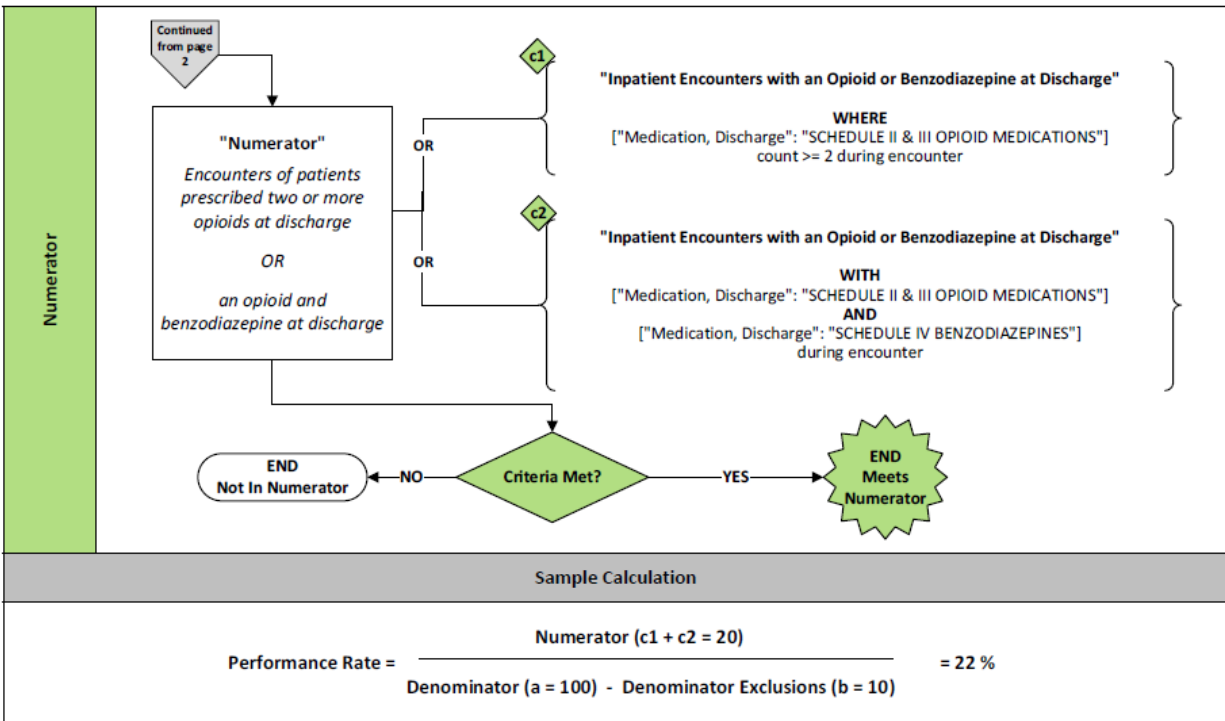 Numerator
Continued
from page
2
"Numerator"
Encounters of patients
prescribed two or more
opioids at discharge
OR
an opioid and
benzodiazepine at discharge
OR
OR
c1
"Inpatient Encounters with an Opioid or Benzodiazepine at Discharge"
WHERE
["Medication, Discharge": "SCHEDULE II & III OPIOID MEDICATIONS"]
count >= 2 during encounter
c2
"Inpatient Encounters with an Opioid or Benzodiazepine at Discharge"
WITH
["Medication, Discharge": "SCHEDULE II & III OPIOID MEDICATIONS"]
AND
["Medication, Discharge": "SCHEDULE IV BENZODIAZEPINES"]
during encounter
END
Not In Numerator
NO
Criteria Met?
YES
END
Meets
Numerator
Sample Calculation
Performance Rate =
Numerator (c1 + c2 = 20)
Denominator (a = 100) - Denominator Exclusions (b = 10)
= 22 %